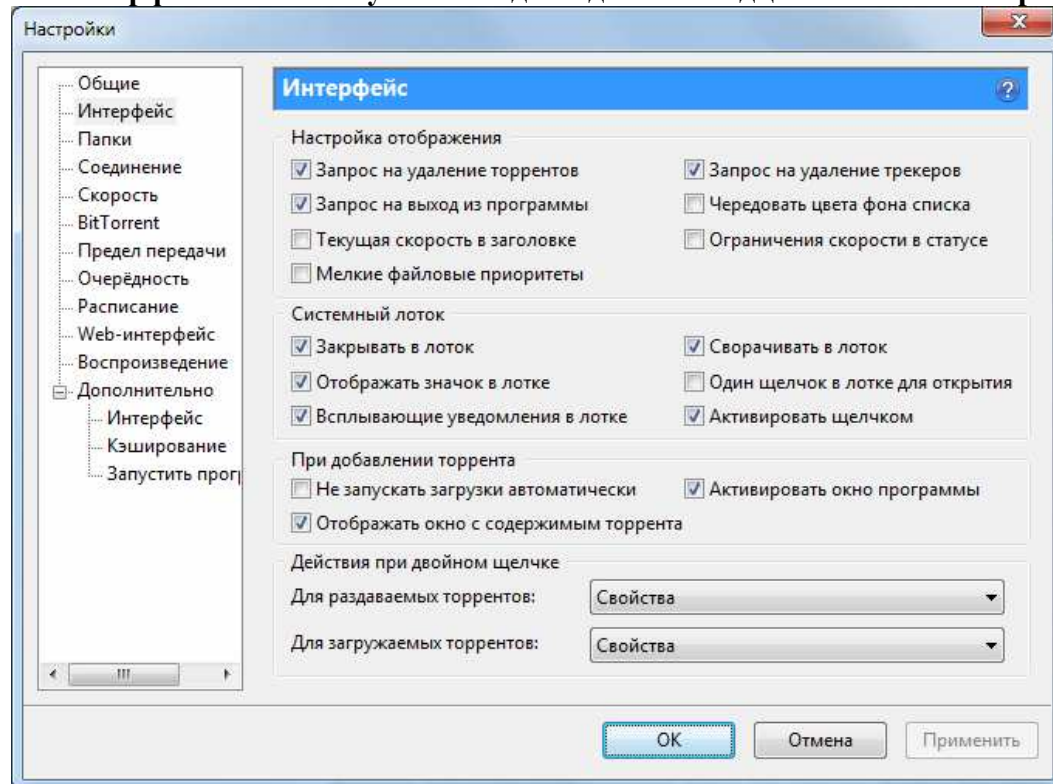 Настройки
Общие
Интерфейс
Папки
Соединение
Скорость
BitTorrent
Предел передачи
Очерёдность
Расписание
Web-интерфейс
Воспроизведение
Дополнительно
Интерфейс
Кэширование
Запустить прог
Интерфейс
Настройка отображения
Запрос на удаление торрентов
Запрос на удаление трекеров
Запрос на выход из программы
Чередовать цвета фона списка
Текущая скорость в заголовке
Ограничения скорости в статусе
Мелкие файловые приоритеты
Системный лоток
Закрывать в лоток
Сворачивать в лоток
Отображать значок в лотке
Один щелчок в лотке для открытия
Всплывающие уведомления в лотке
Активировать щелчком
При добавлении торрента
Не запускать загрузки автоматически
Активировать окно программы
Отображать окно с содержимым торрента
Действия при двойном щелчке
Для раздаваемых торрентов:
Свойства
Для загружаемых торрентов:
Свойства
OK
Отмена
Применить